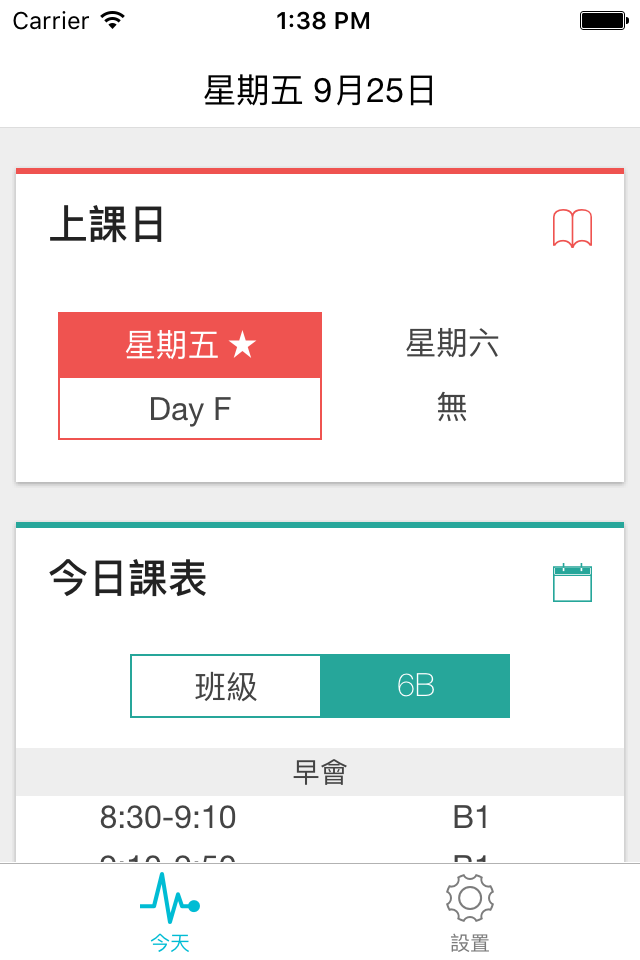 Carrier 1:38 PM
星期五 9月25日
上課日
星期五 ★ 星期六
Day F 無
今日課表
班級 6B
早會
8:30-9:10 B1
今天 設置